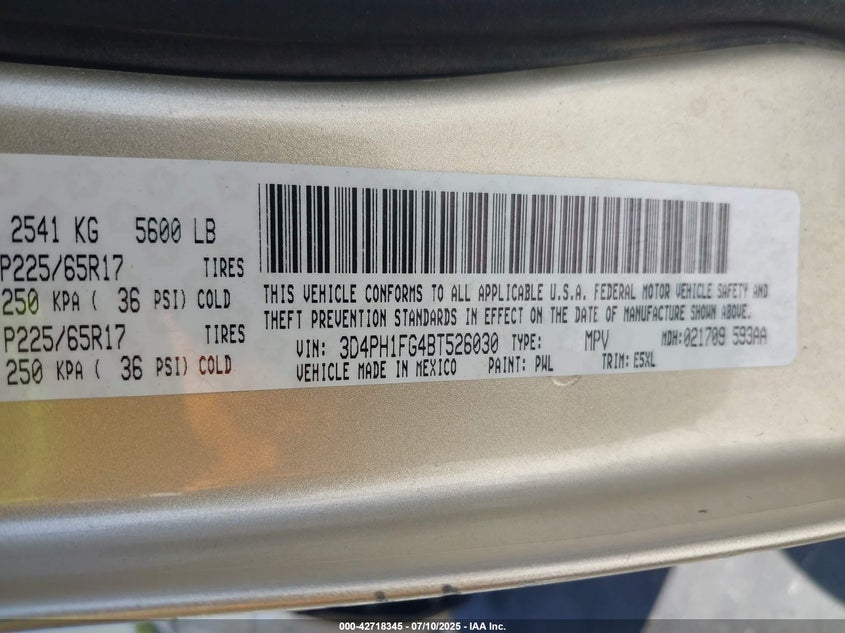 2541 KG 5600 LB
P225/65R17 TIRES
250 KPA ( 36 PSI) COLD
P225/65R17 TIRES
250 KPA ( 36 PSI) COLD
THIS VEHICLE CONFORMS TO ALL APPLICABLE U.S.A. FEDERAL MOTOR VEHICLE SAFETY AND
THEFT PREVENTION STANDARDS IN EFFECT ON THE DATE OF MANUFACTURE SHOWN ABOVE.
VIN: 3D4PH1FG4BT526030 TYPE: MPV MDH:021709 593AA
VEHICLE MADE IN MEXICO PAINT: PWL TRIM: E5XL
000-42718345 - 07/10/2025 - IAA Inc.